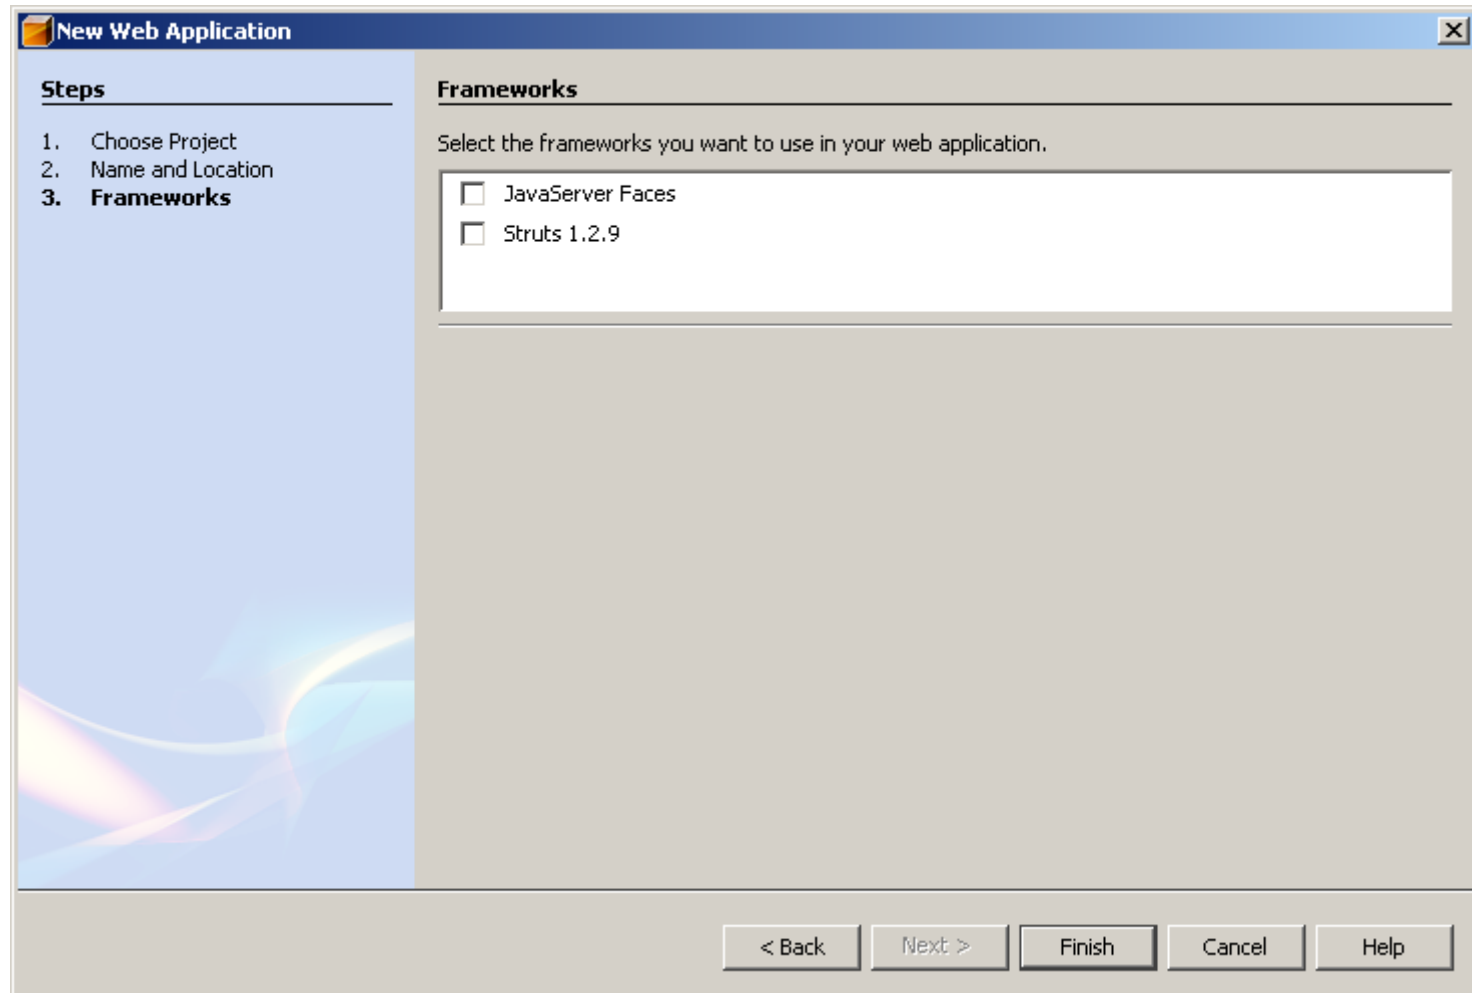 New Web Application
Steps
1. Choose Project
2. Name and Location
3. Frameworks
Frameworks
Select the frameworks you want to use in your web application.
JavaServer Faces
Struts 1.2.9
< Back
Next >
Finish
Cancel
Help